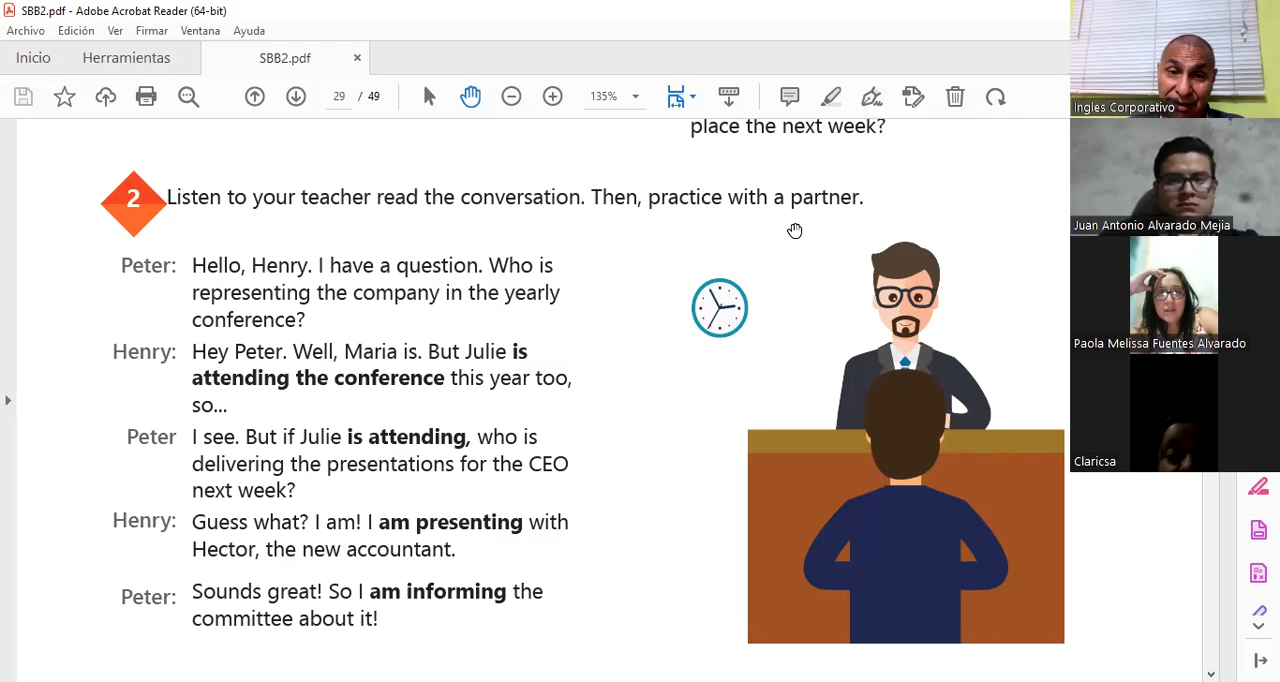 SBB2.pdf - Adobe Acrobat Reader (64-bit)
Archivo Edición Ver Firmar Ventana Ayuda
Inicio Herramientas SBB2.pdf ×
29 / 49 135%
place the next week?
2 Listen to your teacher read the conversation. Then, practice with a partner.
Peter: Hello, Henry. I have a question. Who is
representing the company in the yearly
conference?
Henry: Hey Peter. Well, Maria is. But Julie is
attending the conference this year too,
so...
Peter I see. But if Julie is attending, who is
delivering the presentations for the CEO
next week?
Henry: Guess what? I am! I am presenting with
Hector, the new accountant.
Peter: Sounds great! So I am informing the
committee about it!
Ingles Corporativo
Juan Antonio Alvarado Mejia
Paola Melissa Fuentes Alvarado
Claricsa